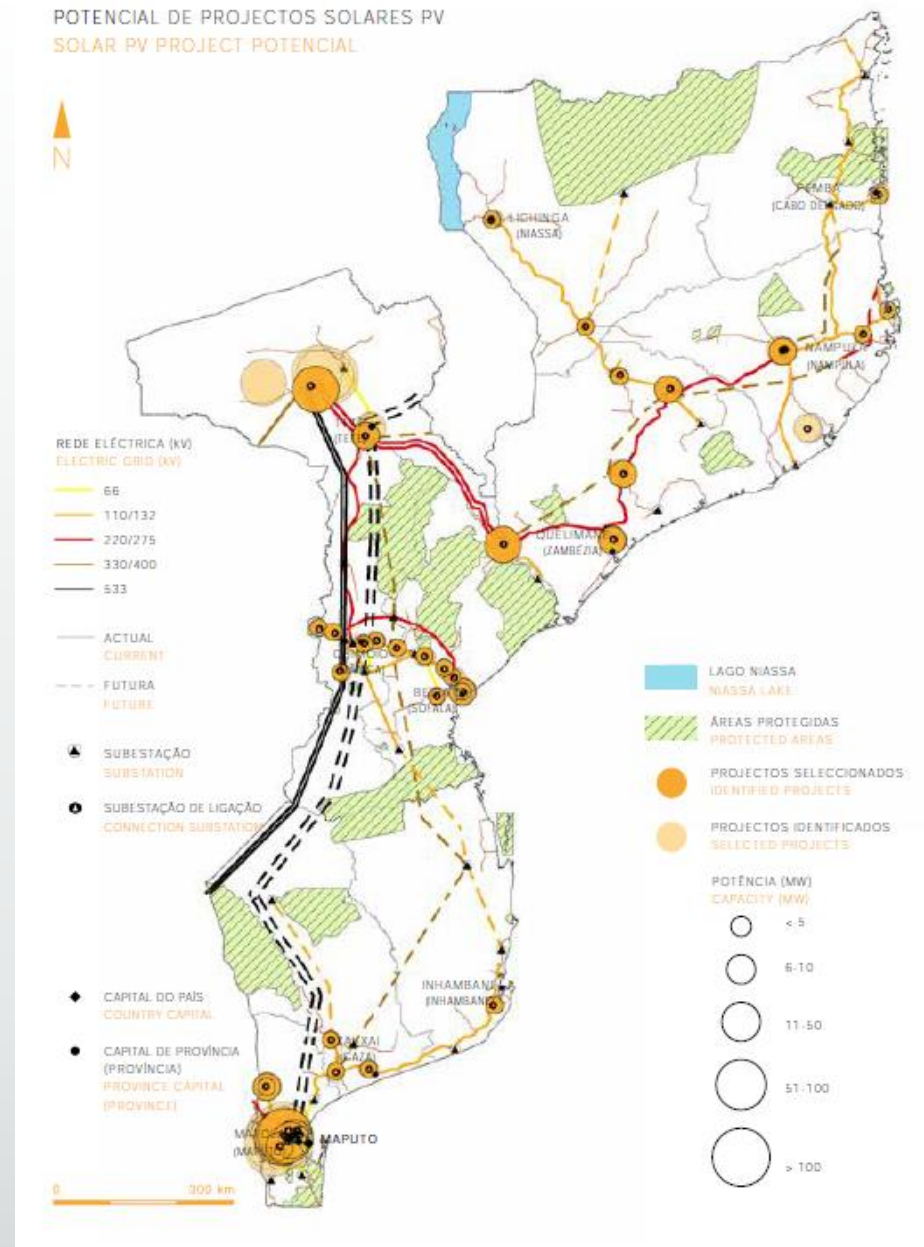 POTENCIAL DE PROJECTOS SOLARES PV
SOLAR PV PROJECT POTENCIAL
N
PEMBA
(CABO DELGADO)
LICHINGA
(NIASSA)
NAMPULA
(NAMPULA)
REDE ELÉCTRICA (kV)
ELECTRIC GRID (kV)
66
110/132
220/275
330/400
533
ACTUAL
CURRENT
FUTURA
FUTURE
SUBESTAÇÃO
SUBSTATION
SUBESTAÇÃO DE LIGAÇÃO
CONNECTION SUBSTATION
QUELIMANE
(ZAMBÉZIA)
(SOFALA)
LAGO NIASSA
NIASSA LAKE
ÁREAS PROTEGIDAS
PROTECTED AREAS
PROJECTOS SELECCIONADOS
IDENTIFIED PROJECTS
PROJECTOS IDENTIFICADOS
SELECTED PROJECTS
POTÊNCIA (MW)
CAPACITY (MW)
< 5
6-10
11-50
51-100
> 100
INHAMBANE
(INHAMBANE)
(GAZA)
CAPITAL DO PAÍS
COUNTRY CAPITAL
CAPITAL DE PROVÍNCIA
(PROVÍNCIA)
PROVINCE CAPITAL
(PROVINCE)
MAPUTO
0 300 km